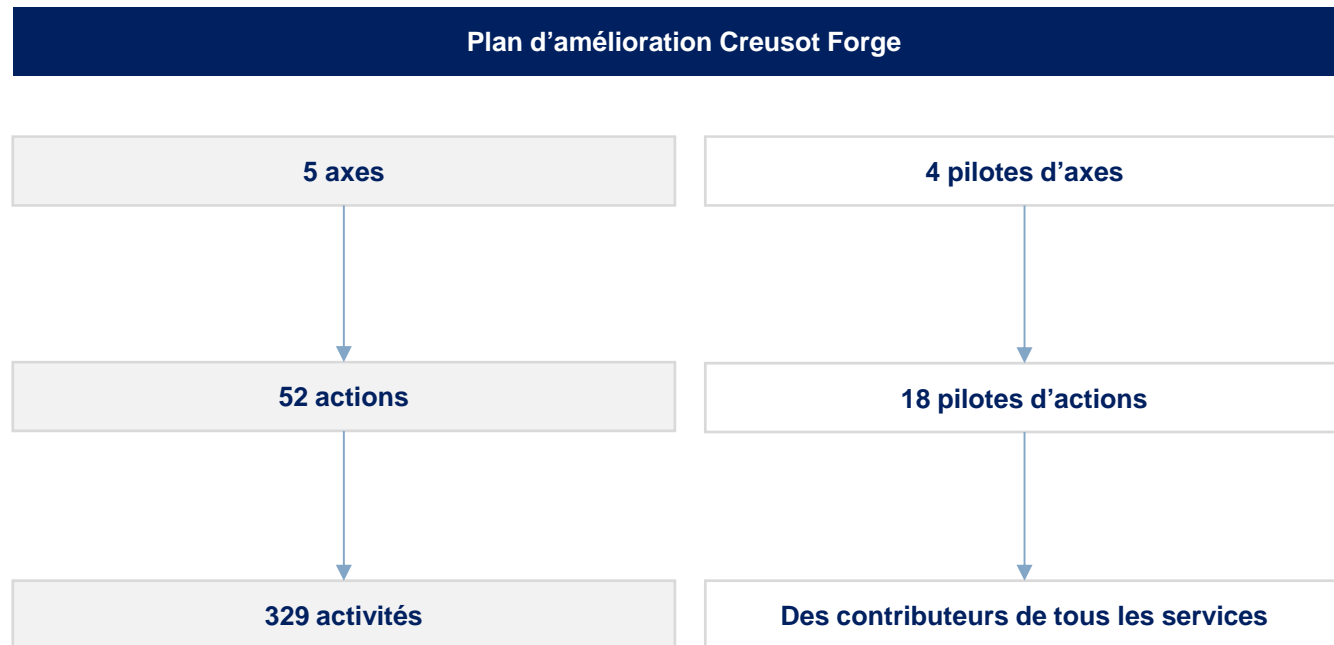 Plan d’amélioration Creusot Forge
5 axes
4 pilotes d’axes
52 actions
18 pilotes d’actions
329 activités
Des contributeurs de tous les services